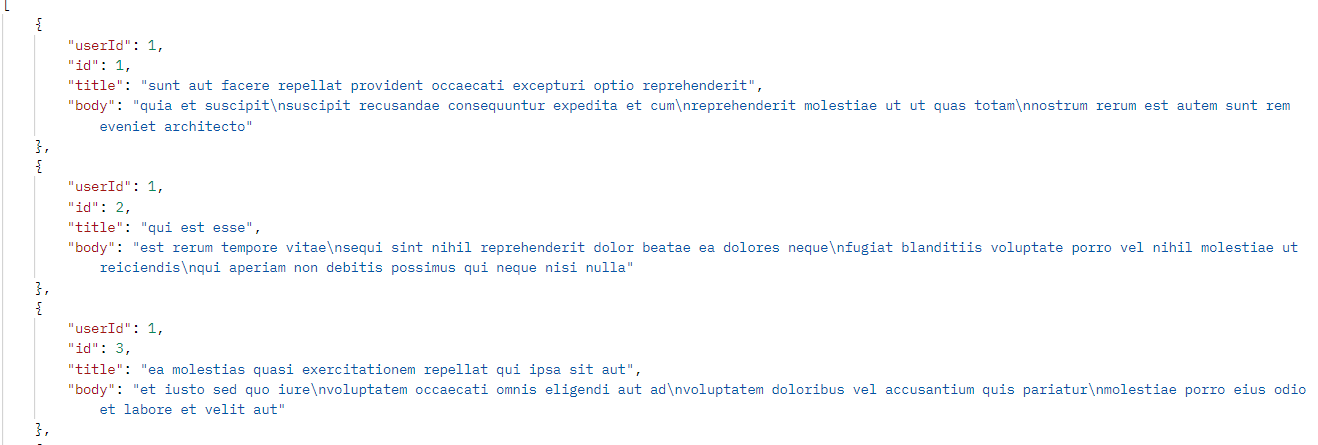 [
{
"userId": 1,
"id": 1,
"title": "sunt aut facere repellat provident occaecati excepturi optio reprehenderit",
"body": "quia et suscipit\nsuscipit recusandae consequuntur expedita et cum\nreprehenderit molestiae ut ut quas totam\nnostrum rerum est autem sunt rem
eveniet architecto"
},
{
"userId": 1,
"id": 2,
"title": "qui est esse",
"body": "est rerum tempore vitae\nsequi sint nihil reprehenderit dolor beatae ea dolores neque\nfugiat blanditiis voluptate porro vel nihil molestiae ut
reiciendis\nqui aperiam non debitis possimus qui neque nisi nulla"
},
{
"userId": 1,
"id": 3,
"title": "ea molestias quasi exercitationem repellat qui ipsa sit aut",
"body": "et iusto sed quo iure\nvoluptatem occaecati omnis eligendi aut ad\nvoluptatem doloribus vel accusantium quis pariatur\nmolestiae porro eius odio
et labore et velit aut"
},
{